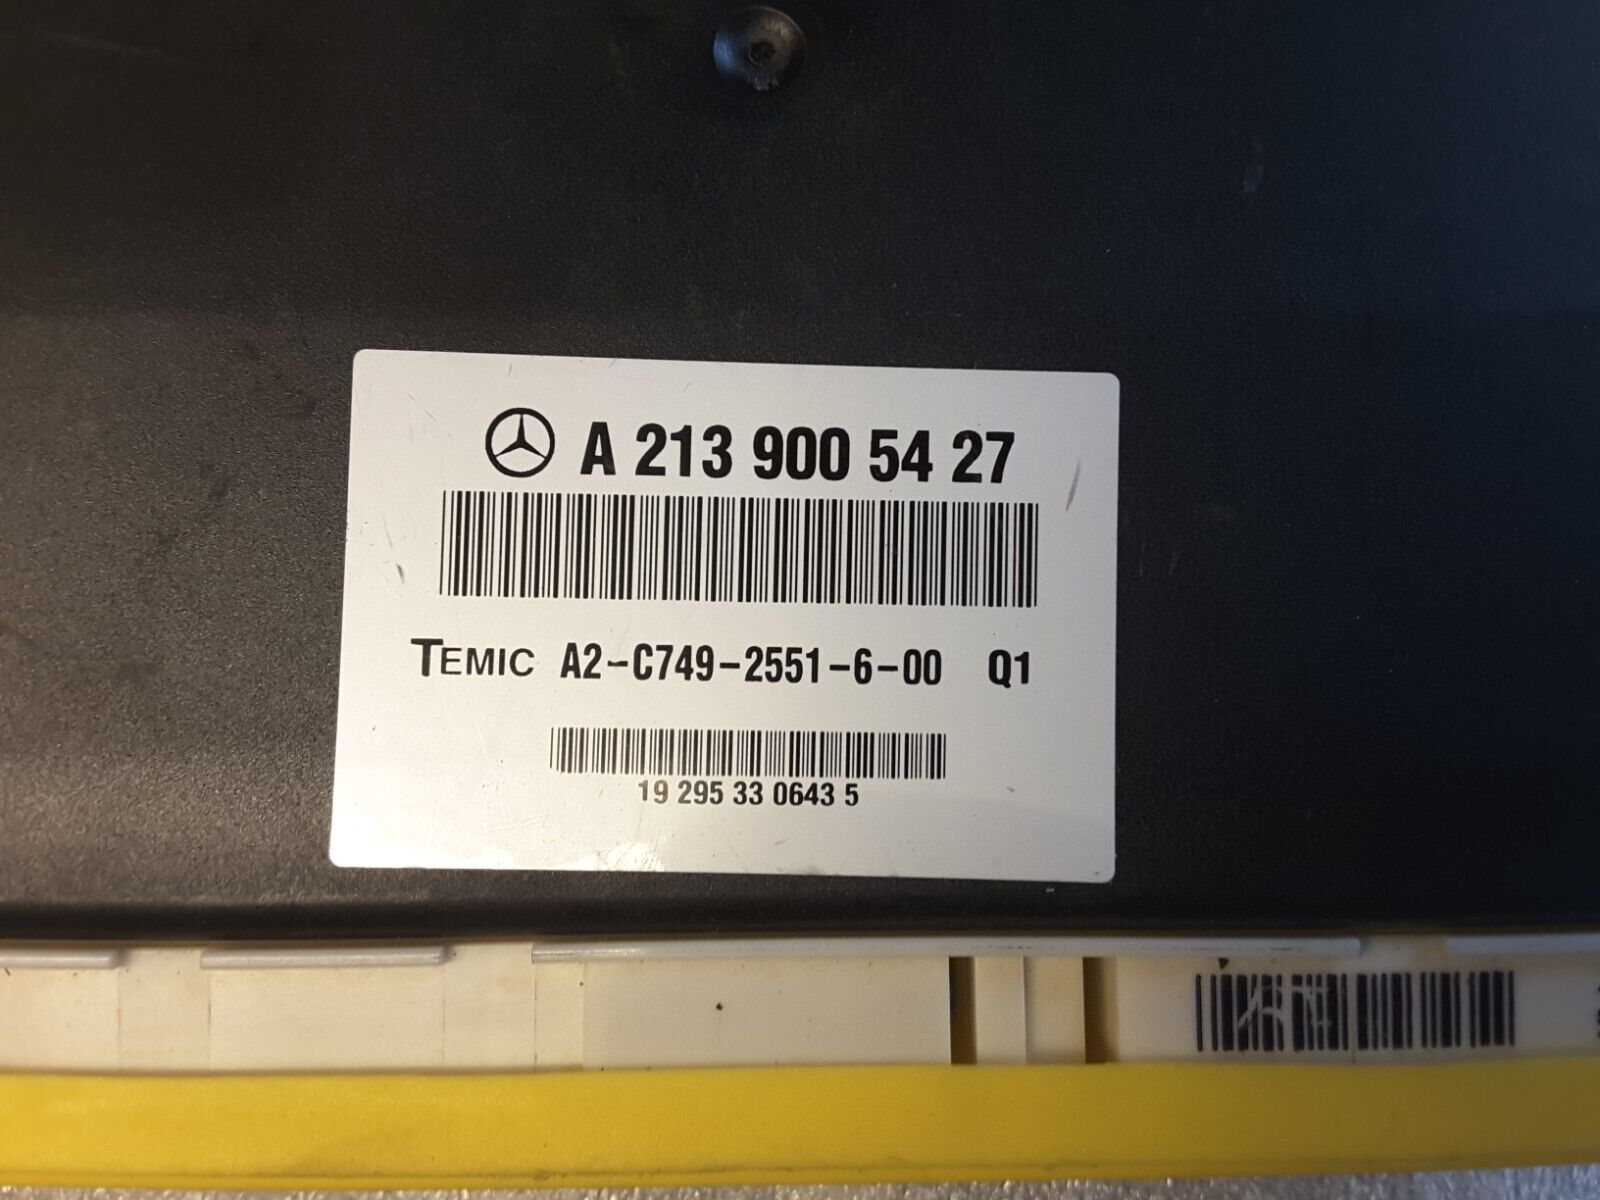 A 213 900 54 27
TEMIC A2-C749-2551-6-00 Q1
19 295 33 0643 5